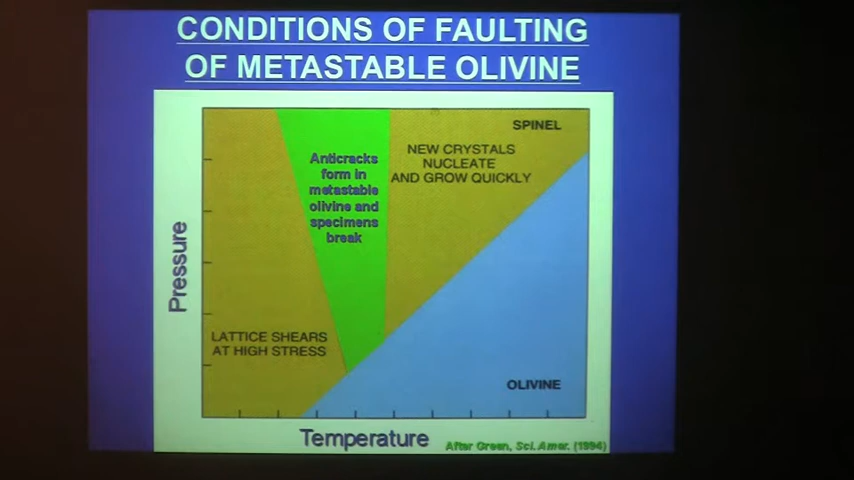 CONDITIONS OF FAULTING
OF METASTABLE OLIVINE
SPINEL
NEW CRYSTALS
NUCLEATE
AND GROW QUICKLY
Anticracks
form in
metastable
olivine and
specimens
break
Pressure
LATTICE SHEARS
AT HIGH STRESS
OLIVINE
Temperature
After Green, Sci. Amer. (1994)